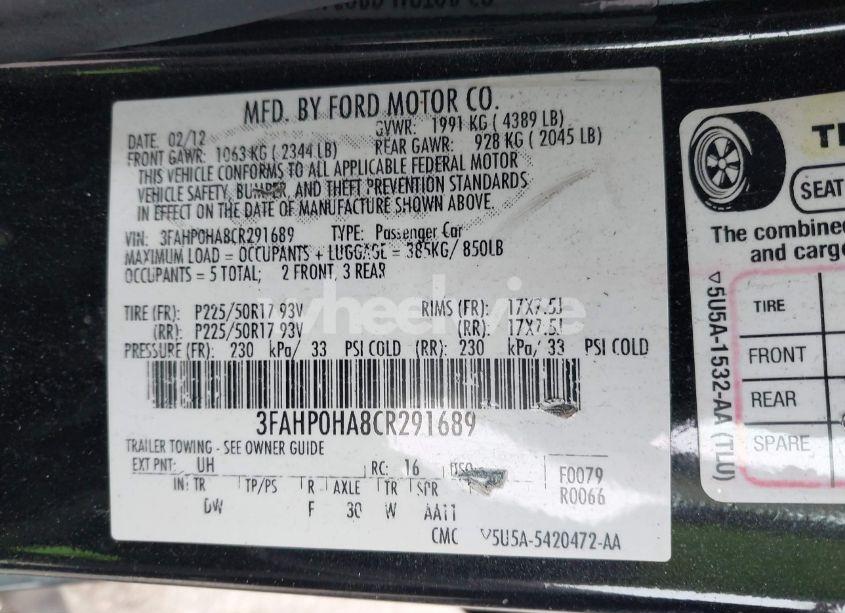 MFD. BY FORD MOTOR CO.
DATE: 02/12 GVWR: 1991 KG ( 4389 LB)
FRONT GAWR: 1063 KG ( 2344 LB) REAR GAWR: 928 KG ( 2045 LB)
THIS VEHICLE CONFORMS TO ALL APPLICABLE FEDERAL MOTOR
VEHICLE SAFETY, BUMPER, AND THEFT PREVENTION STANDARDS
IN EFFECT ON THE DATE OF MANUFACTURE SHOWN ABOVE.
VIN: 3FAHP0HA8CR291689 TYPE: Passenger Car
MAXIMUM LOAD = OCCUPANTS + LUGGAGE = 385KG/ 850LB
OCCUPANTS = 5 TOTAL; 2 FRONT, 3 REAR
TIRE (FR): P225/50R17 93V RIMS (FR): 17X7.5J
(RR): P225/50R17 93V (RR): 17X7.5J
PRESSURE (FR): 230 kPa/ 33 PSI COLD (RR): 230 kPa/ 33 PSI COLD
3FAHP0HA8CR291689
TRAILER TOWING - SEE OWNER GUIDE
EXT PNT: UH RC: 16 DSO: F0079
IN: TR TP/PS R AXLE TR SPR R0066
DW F 30 W AA11
CMC ▽5U5A-5420472-AA
wheelwise
SEAT
The combined
and cargo
TIRE
FRONT
REAR
SPARE
▽5U5A-1532-AA (TLU)